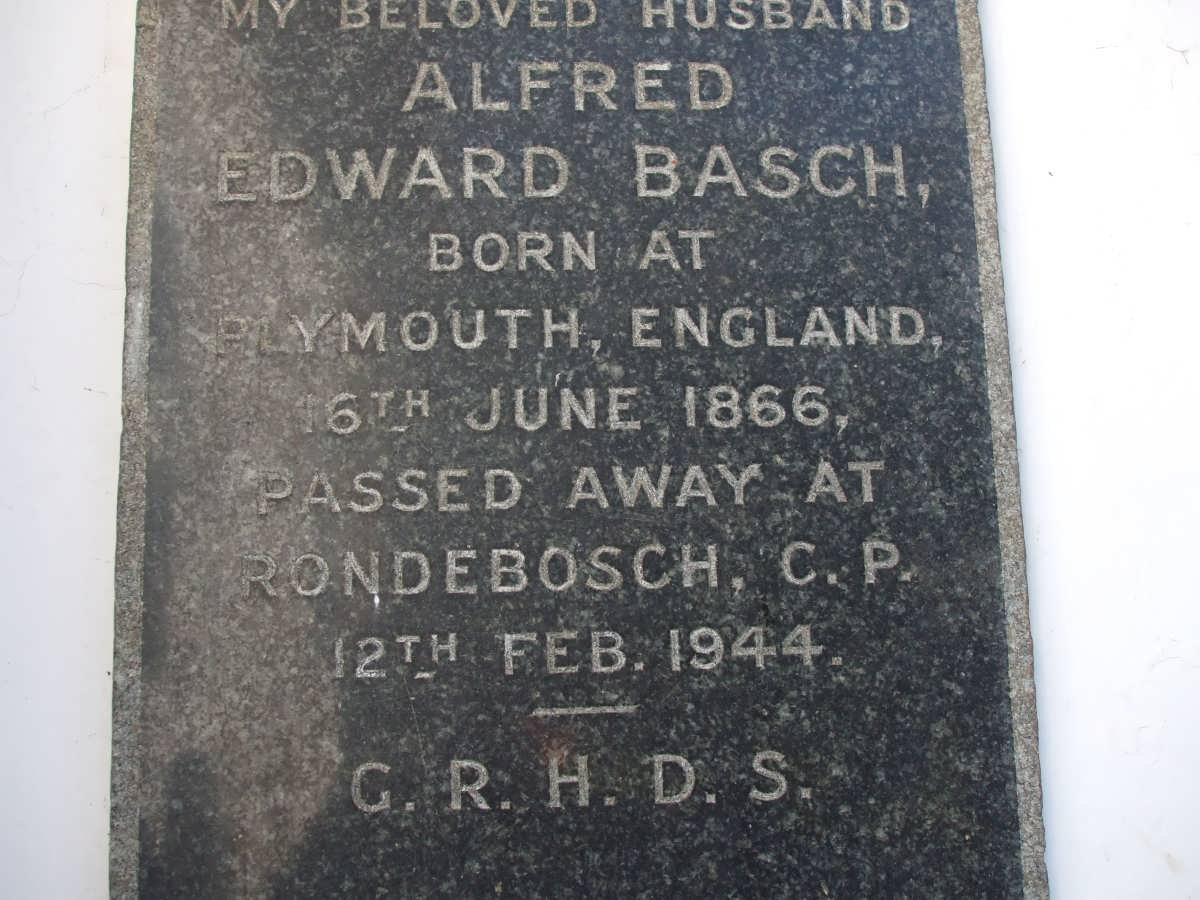 MY BELOVED HUSBAND
ALFRED
EDWARD BASCH,
BORN AT
PLYMOUTH, ENGLAND,
16TH JUNE 1866,
PASSED AWAY AT
RONDEBOSCH, C. P.
12TH FEB. 1944.
G. R. H. D. S.